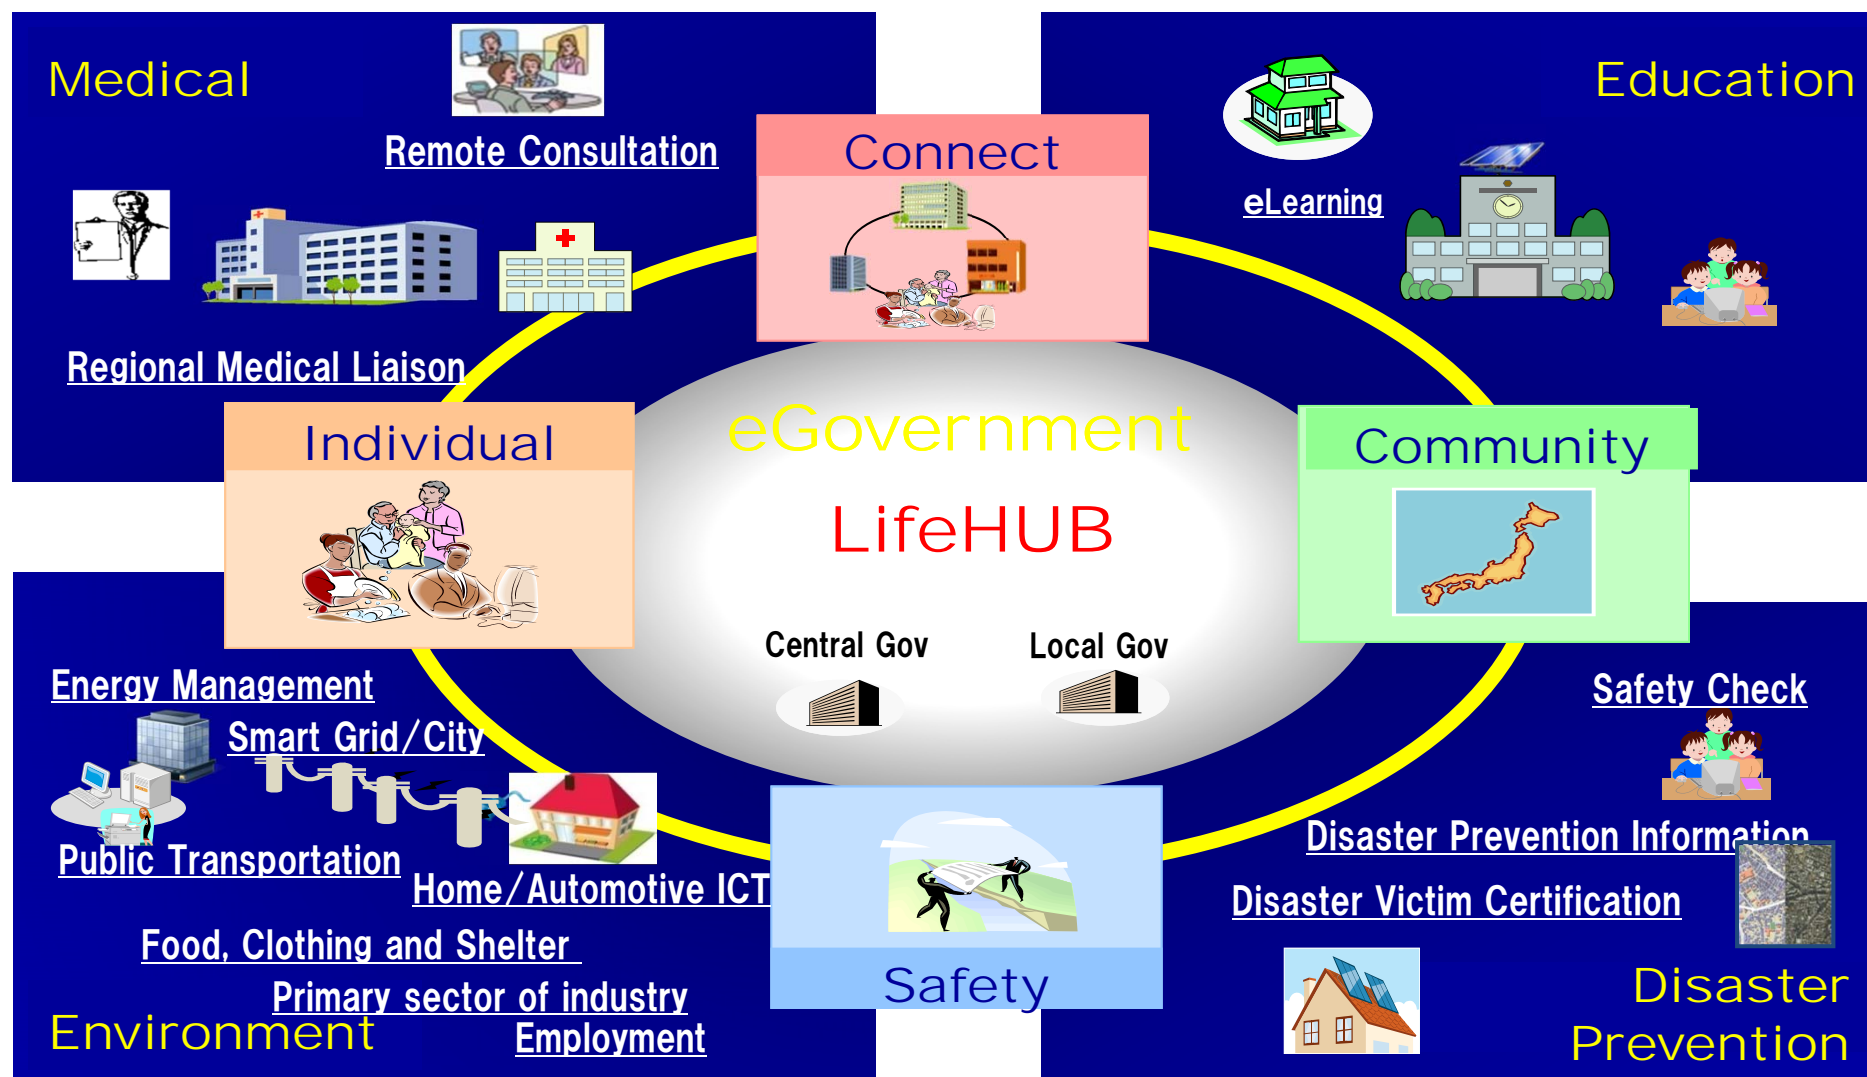 Medical
Remote Consultation
Regional Medical Liaison
Connect
Education
eLearning
Individual
eGovernment
LifeHUB
Central Gov
Local Gov
Community
Energy Management
Smart Grid/City
Public Transportation
Home/Automotive ICT
Food, Clothing and Shelter
Primary sector of industry
Employment
Environment
Safety
Safety Check
Disaster Prevention Information
Disaster Victim Certification
Disaster
Prevention